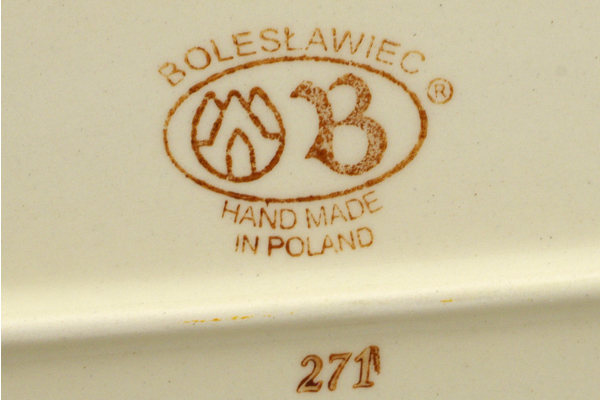 BOLESŁAWIEC
®
B
HAND MADE
IN POLAND
271